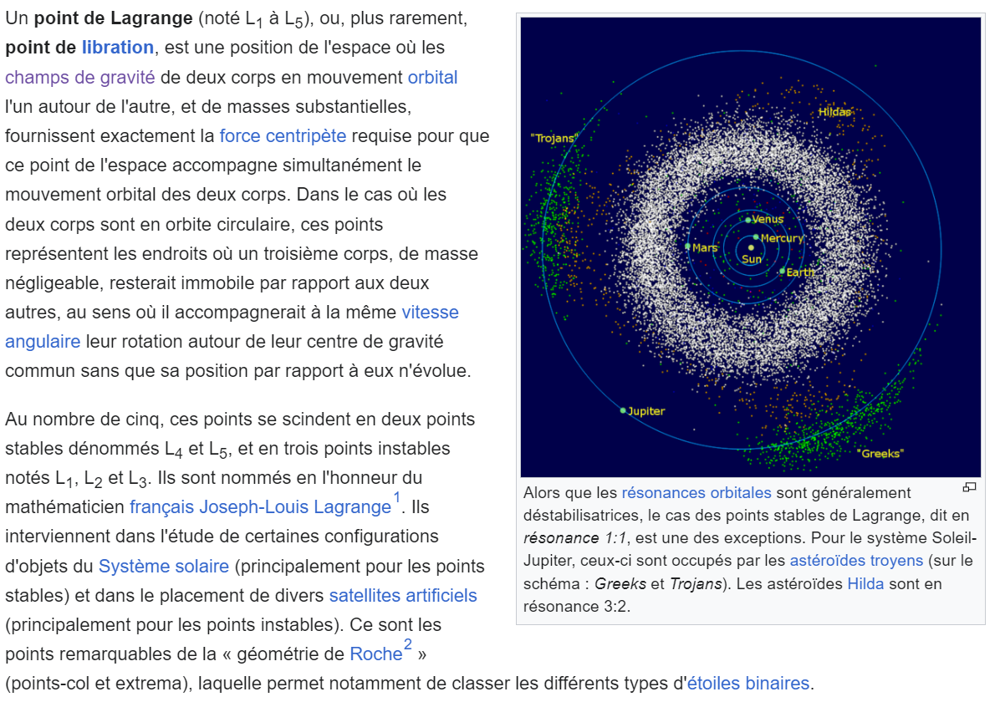 Un point de Lagrange (noté L1 à L5), ou, plus rarement,
point de libration, est une position de l'espace où les
champs de gravité de deux corps en mouvement orbital
l'un autour de l'autre, et de masses substantielles,
fournissent exactement la force centripète requise pour que
ce point de l'espace accompagne simultanément le
mouvement orbital des deux corps. Dans le cas où les
deux corps sont en orbite circulaire, ces points
représentent les endroits où un troisième corps, de masse
négligeable, resterait immobile par rapport aux deux
autres, au sens où il accompagnerait à la même vitesse
angulaire leur rotation autour de leur centre de gravité
commun sans que sa position par rapport à eux n'évolue.
Au nombre de cinq, ces points se scindent en deux points
stables dénommés L4 et L5, et en trois points instables
notés L1, L2 et L3. Ils sont nommés en l'honneur du
mathématicien français Joseph-Louis Lagrange1. Ils
interviennent dans l'étude de certaines configurations
d'objets du Système solaire (principalement pour les points
stables) et dans le placement de divers satellites artificiels
(principalement pour les points instables). Ce sont les
points remarquables de la « géométrie de Roche2 »
(points-col et extrema), laquelle permet notamment de classer les différents types d'étoiles binaires.
Hildas
"Trojans"
Venus
Mercury
Mars
Sun
Earth
Jupiter
"Greeks"
Alors que les résonances orbitales sont généralement
déstabilisatrices, le cas des points stables de Lagrange, dit en
résonance 1:1, est une des exceptions. Pour le système Soleil-
Jupiter, ceux-ci sont occupés par les astéroïdes troyens (sur le
schéma : Greeks et Trojans). Les astéroïdes Hilda sont en
résonance 3:2.